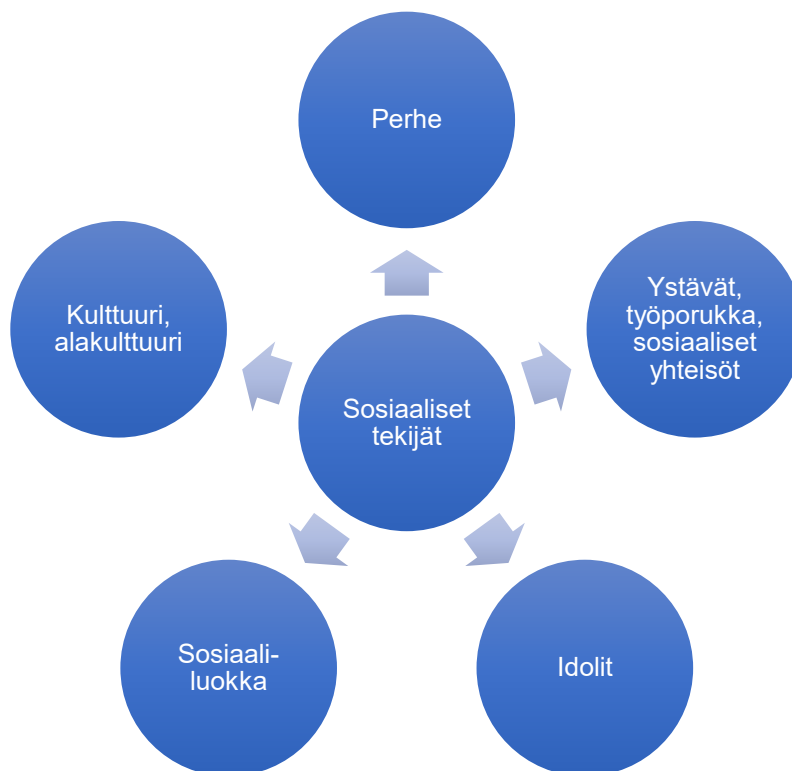 Perhe
Ystävät,
työporukka,
sosiaaliset
yhteisöt
Idolit
Sosiaali-
luokka
Kulttuuri,
alakulttuuri
Sosiaaliset
tekijät